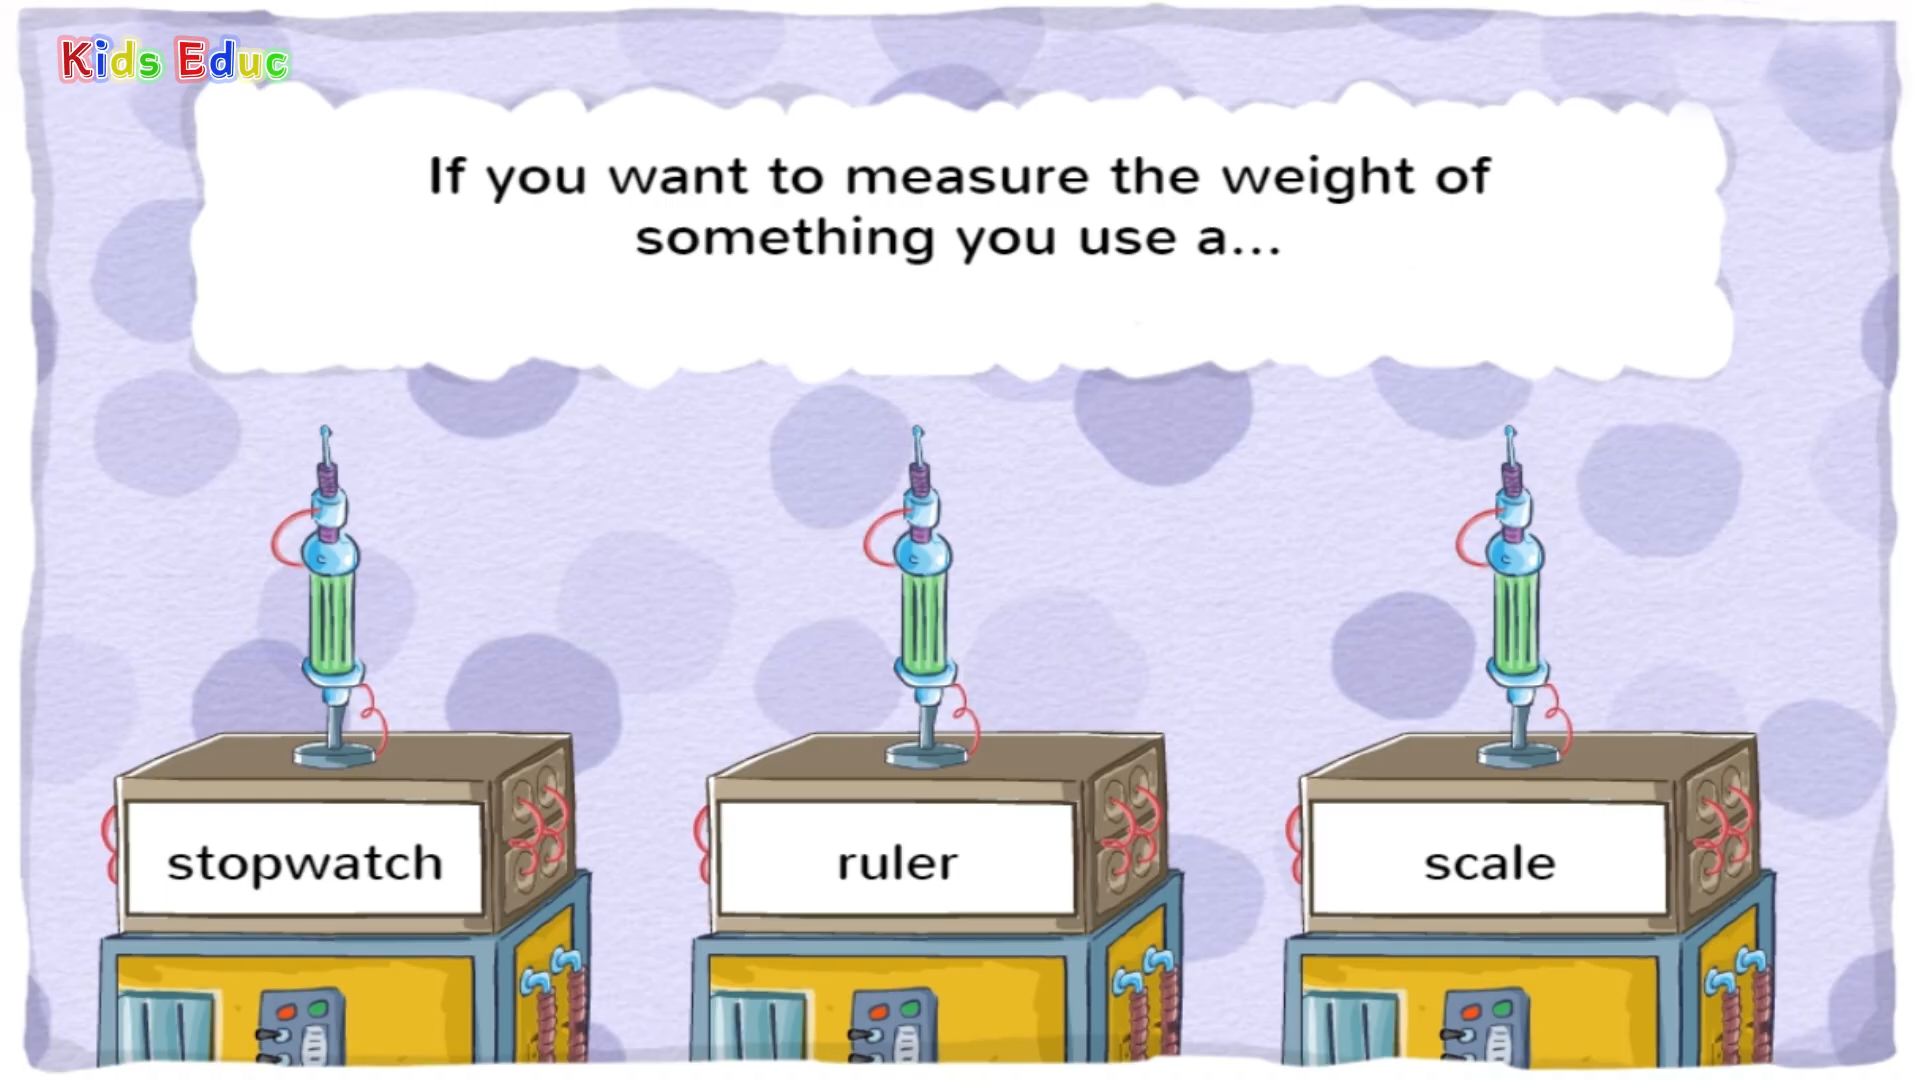 Kids Educ
If you want to measure the weight of
something you use a...
stopwatch
ruler
scale